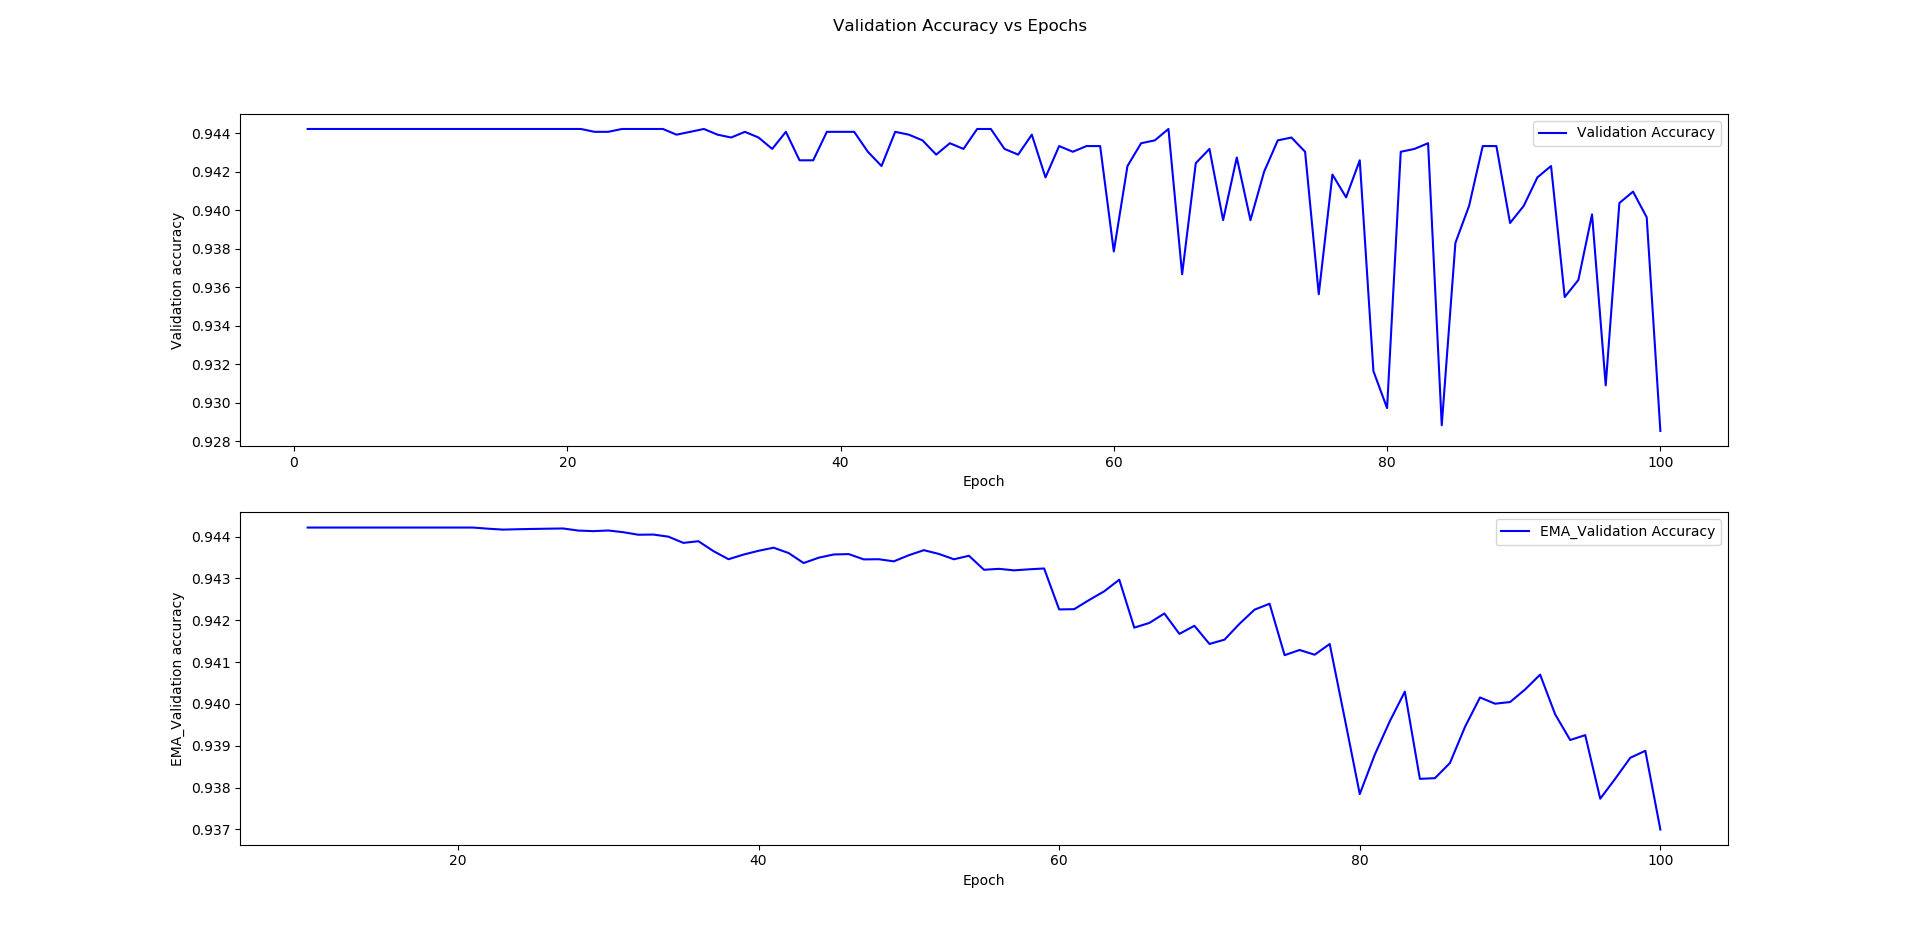 Validation Accuracy vs Epochs
0.944
0.942
0.940
0.938
0.936
0.934
0.932
0.930
0.928
Validation accuracy
Validation Accuracy
0 20 40 60 80 100
Epoch
0.944
0.943
0.942
0.941
0.940
0.939
0.938
0.937
EMA_Validation accuracy
EMA_Validation Accuracy
20 40 60 80 100
Epoch